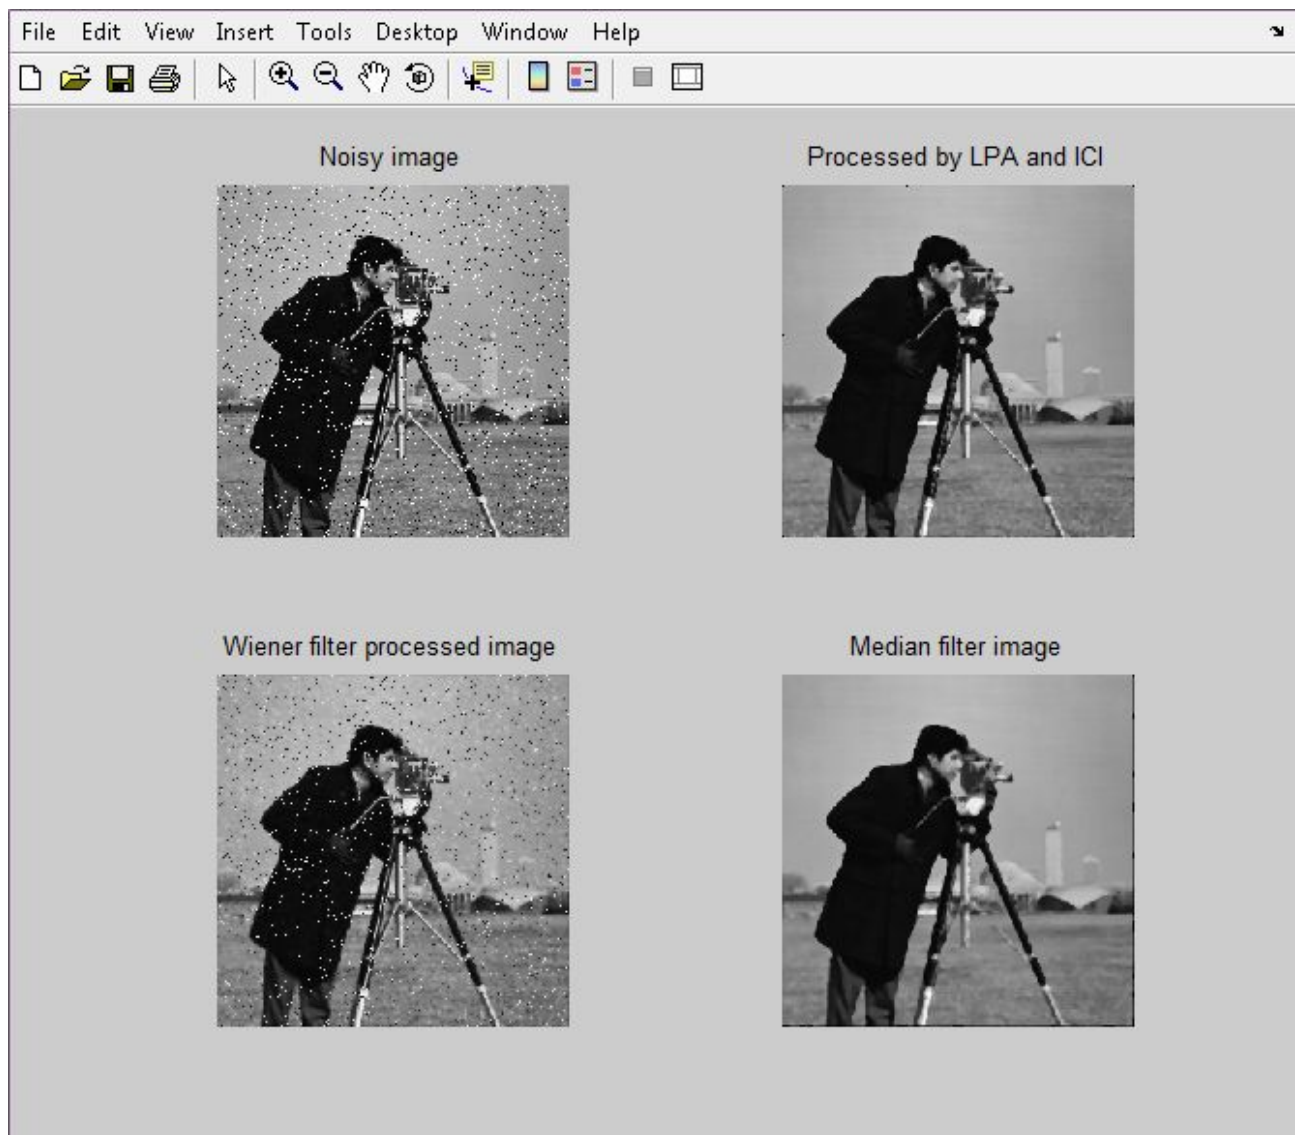 File Edit View Insert Tools Desktop Window Help
Noisy image
Processed by LPA and ICI
Wiener filter processed image
Median filter image